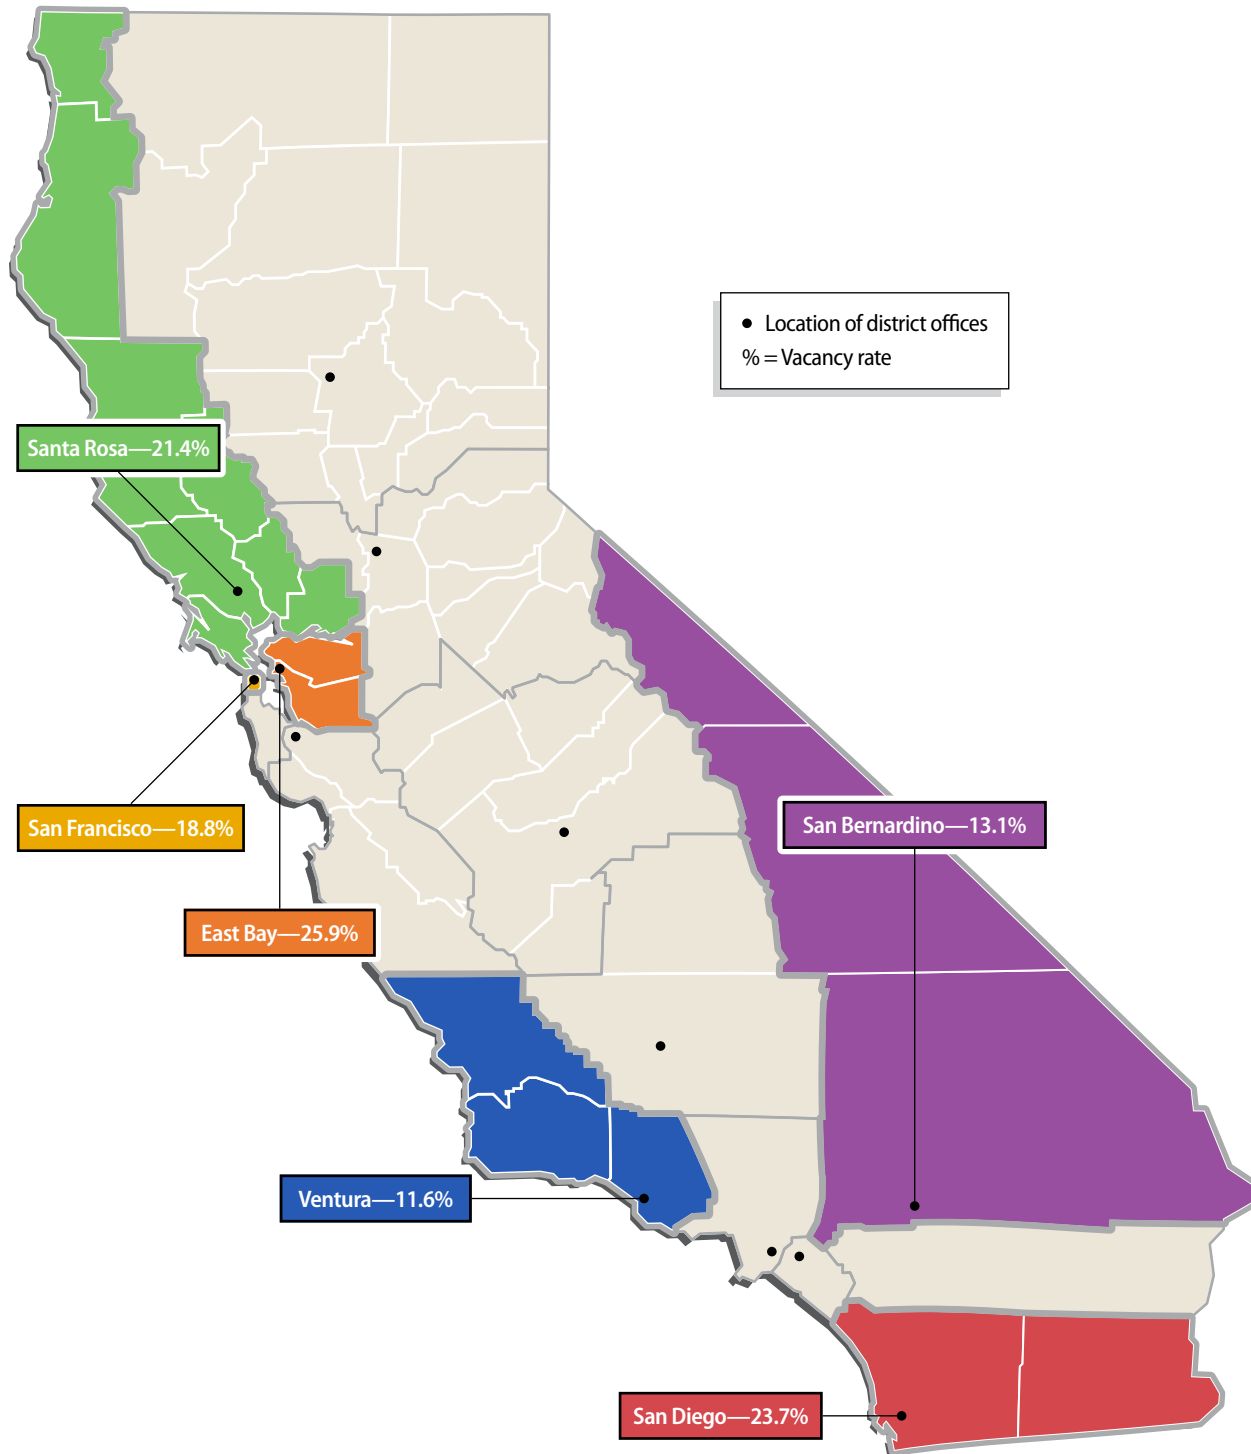 ● Location of district offices
% = Vacancy rate
Santa Rosa—21.4%
San Francisco—18.8%
San Bernardino—13.1%
East Bay—25.9%
Ventura—11.6%
San Diego—23.7%